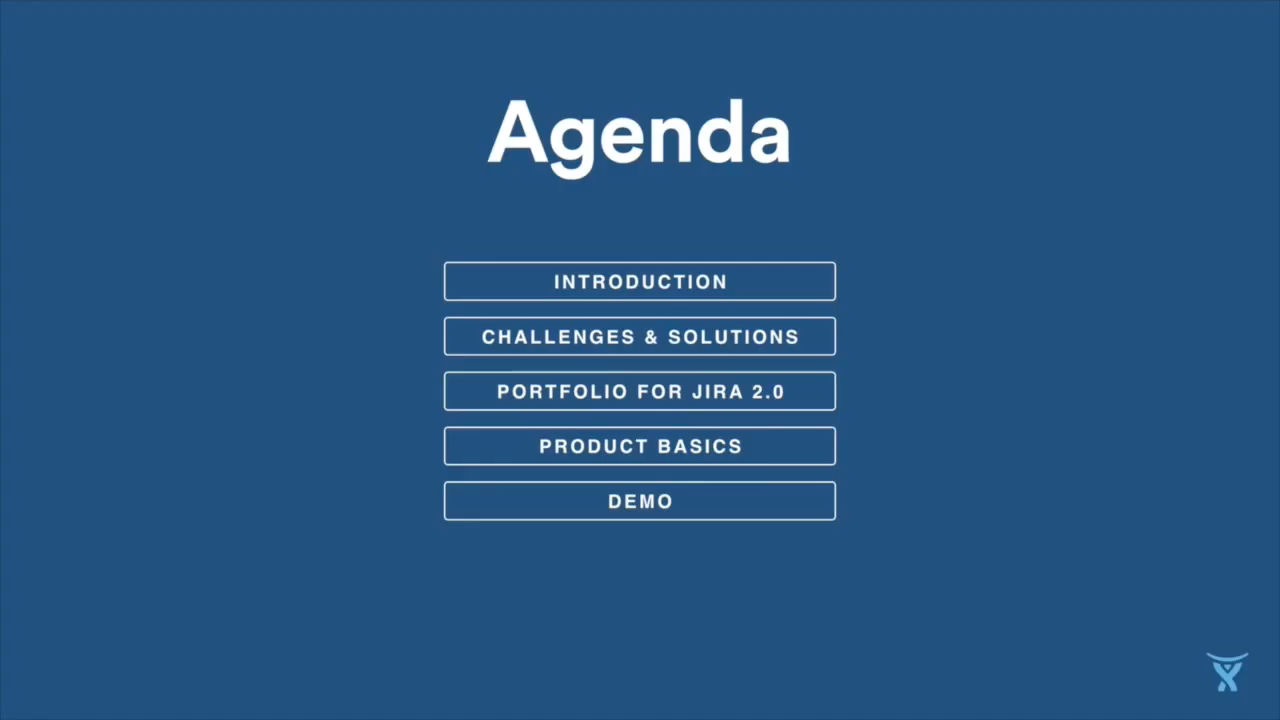 Agenda
INTRODUCTION
CHALLENGES & SOLUTIONS
PORTFOLIO FOR JIRA 2.0
PRODUCT BASICS
DEMO